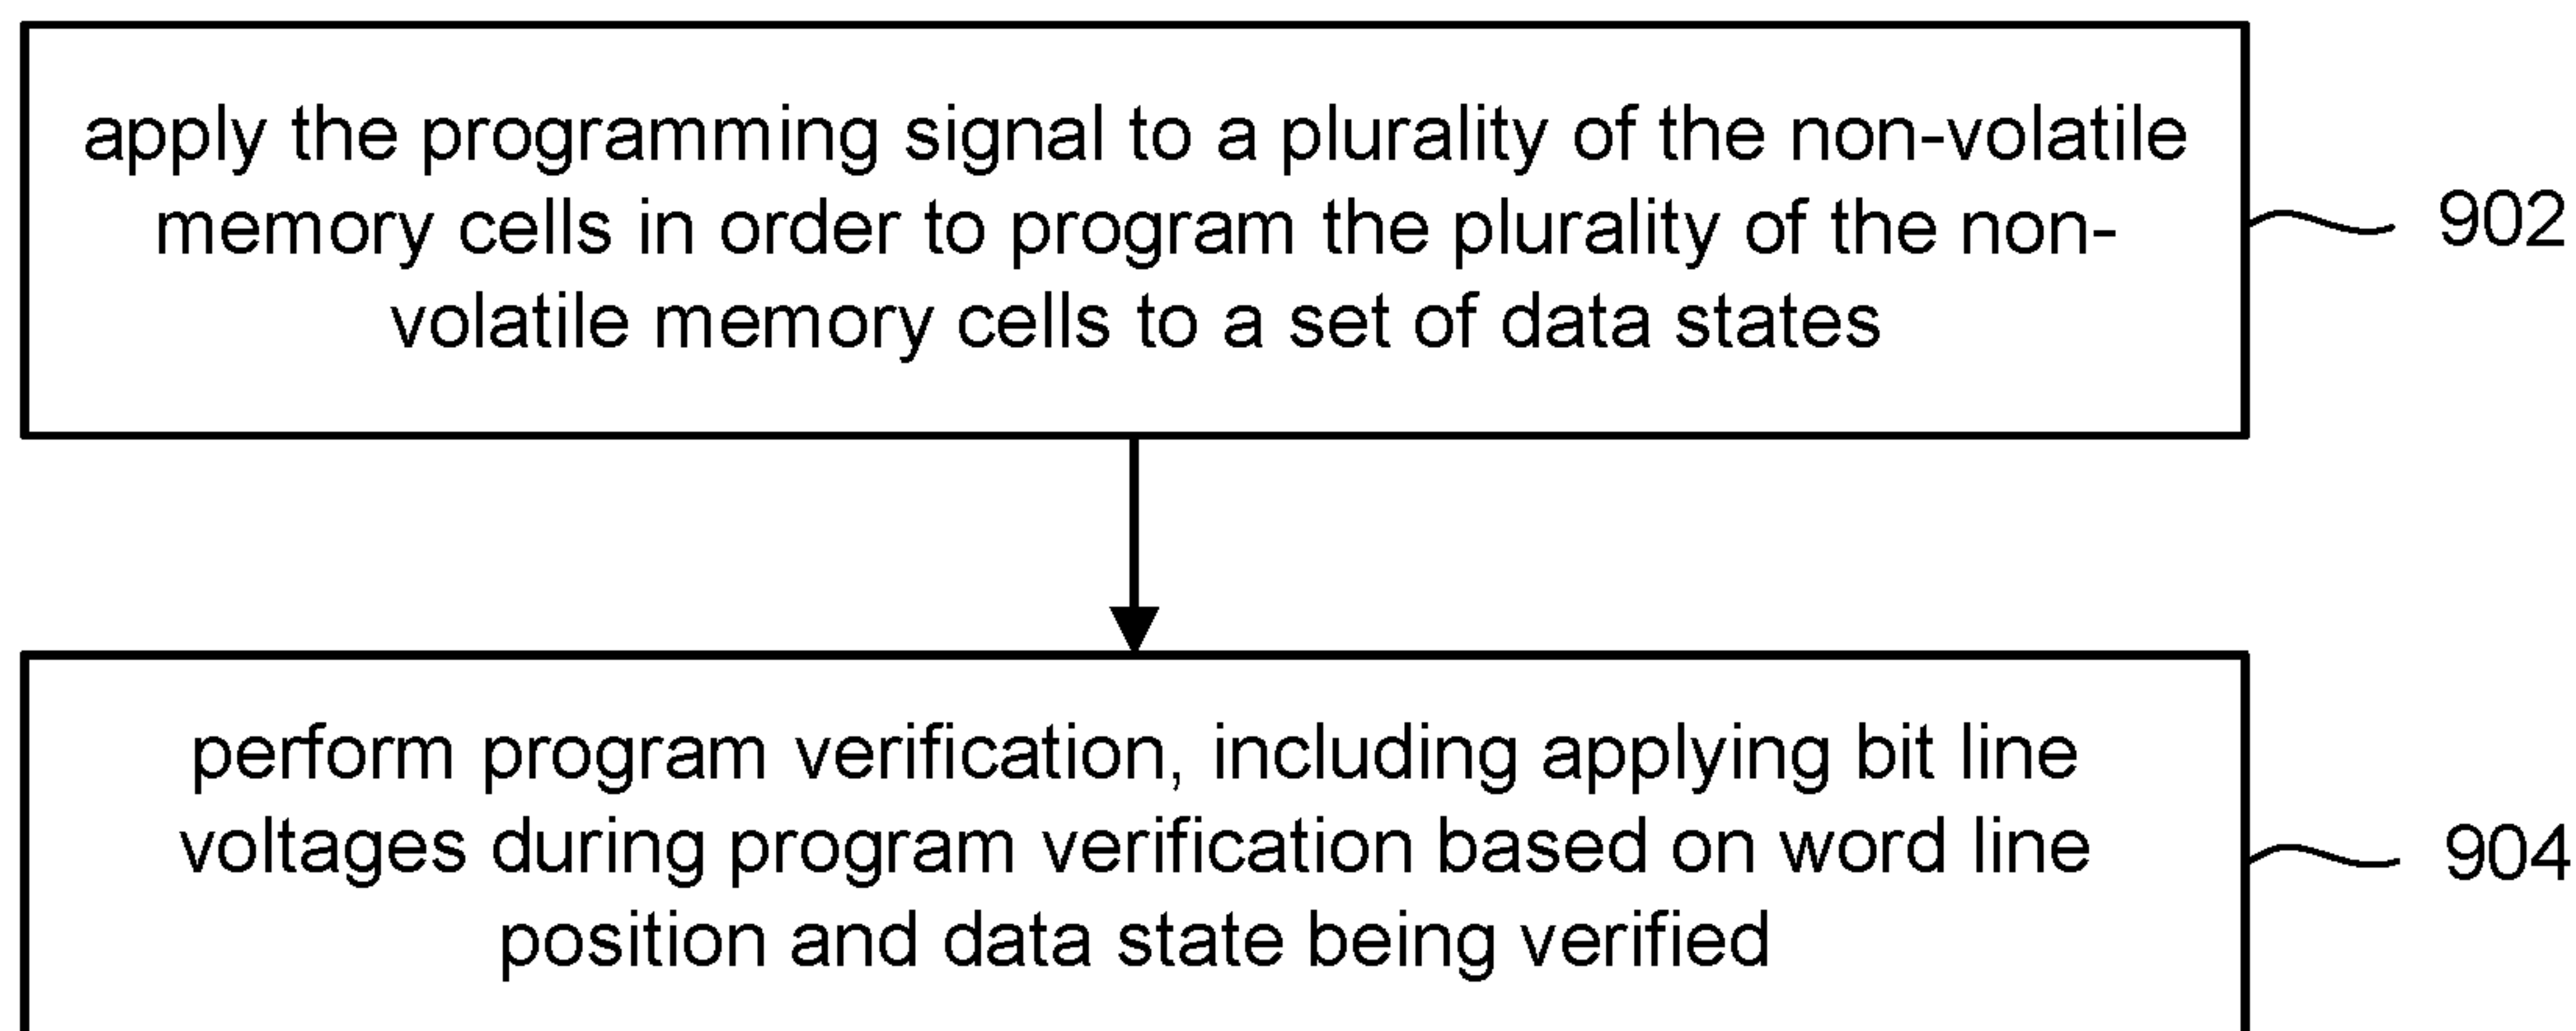 apply the programming signal to a plurality of the non-volatile
memory cells in order to program the plurality of the non-
volatile memory cells to a set of data states
902
perform program verification, including applying bit line
voltages during program verification based on word line
position and data state being verified
904